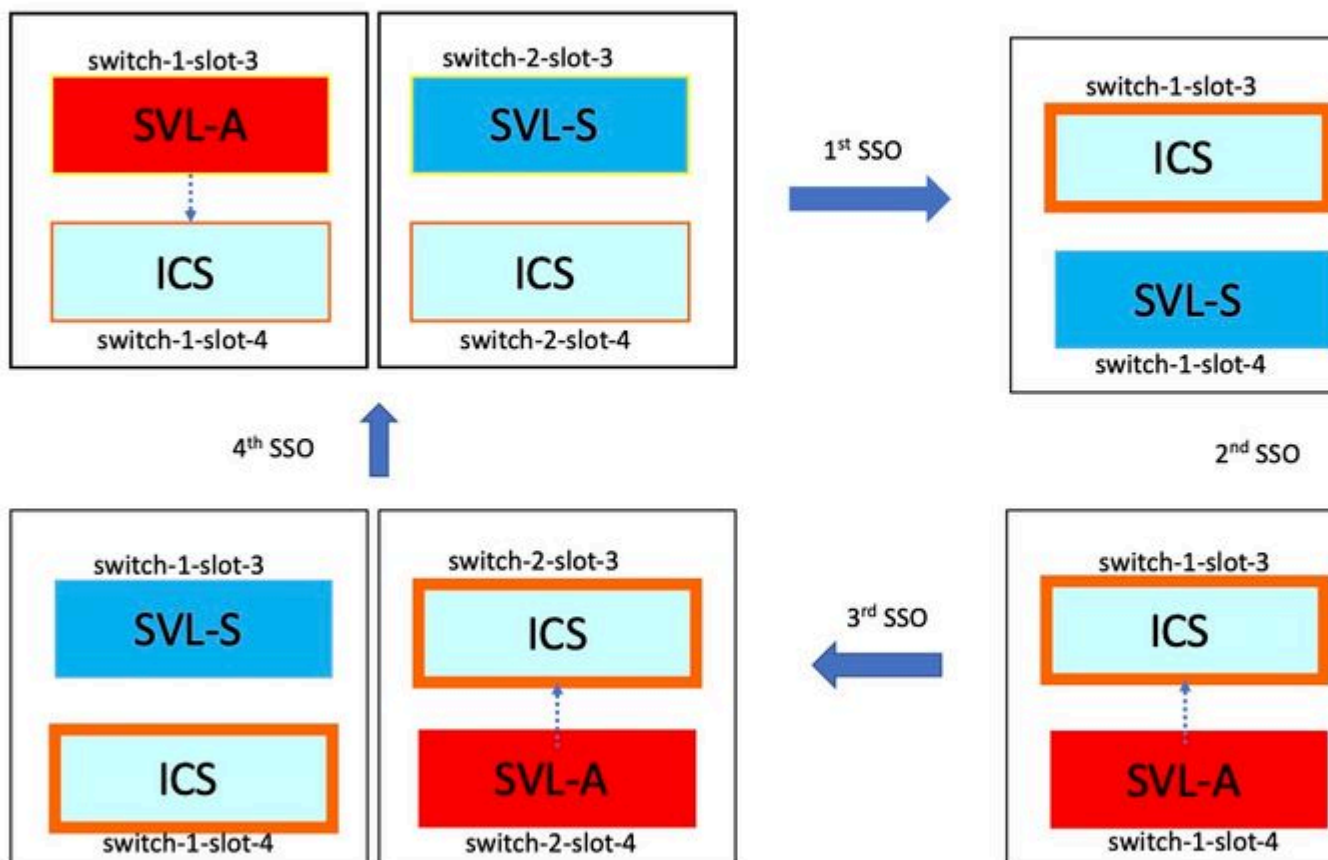 switch-1-slot-3
SVL-A
ICS
switch-1-slot-4
switch-2-slot-3
SVL-S
ICS
switch-2-slot-4
1st SSO
switch-1-slot-3
ICS
SVL-S
switch-1-slot-4
4th SSO
2nd SSO
switch-1-slot-3
SVL-S
ICS
switch-1-slot-4
switch-2-slot-3
ICS
SVL-A
switch-2-slot-4
3rd SSO
switch-1-slot-3
ICS
SVL-A
switch-1-slot-4